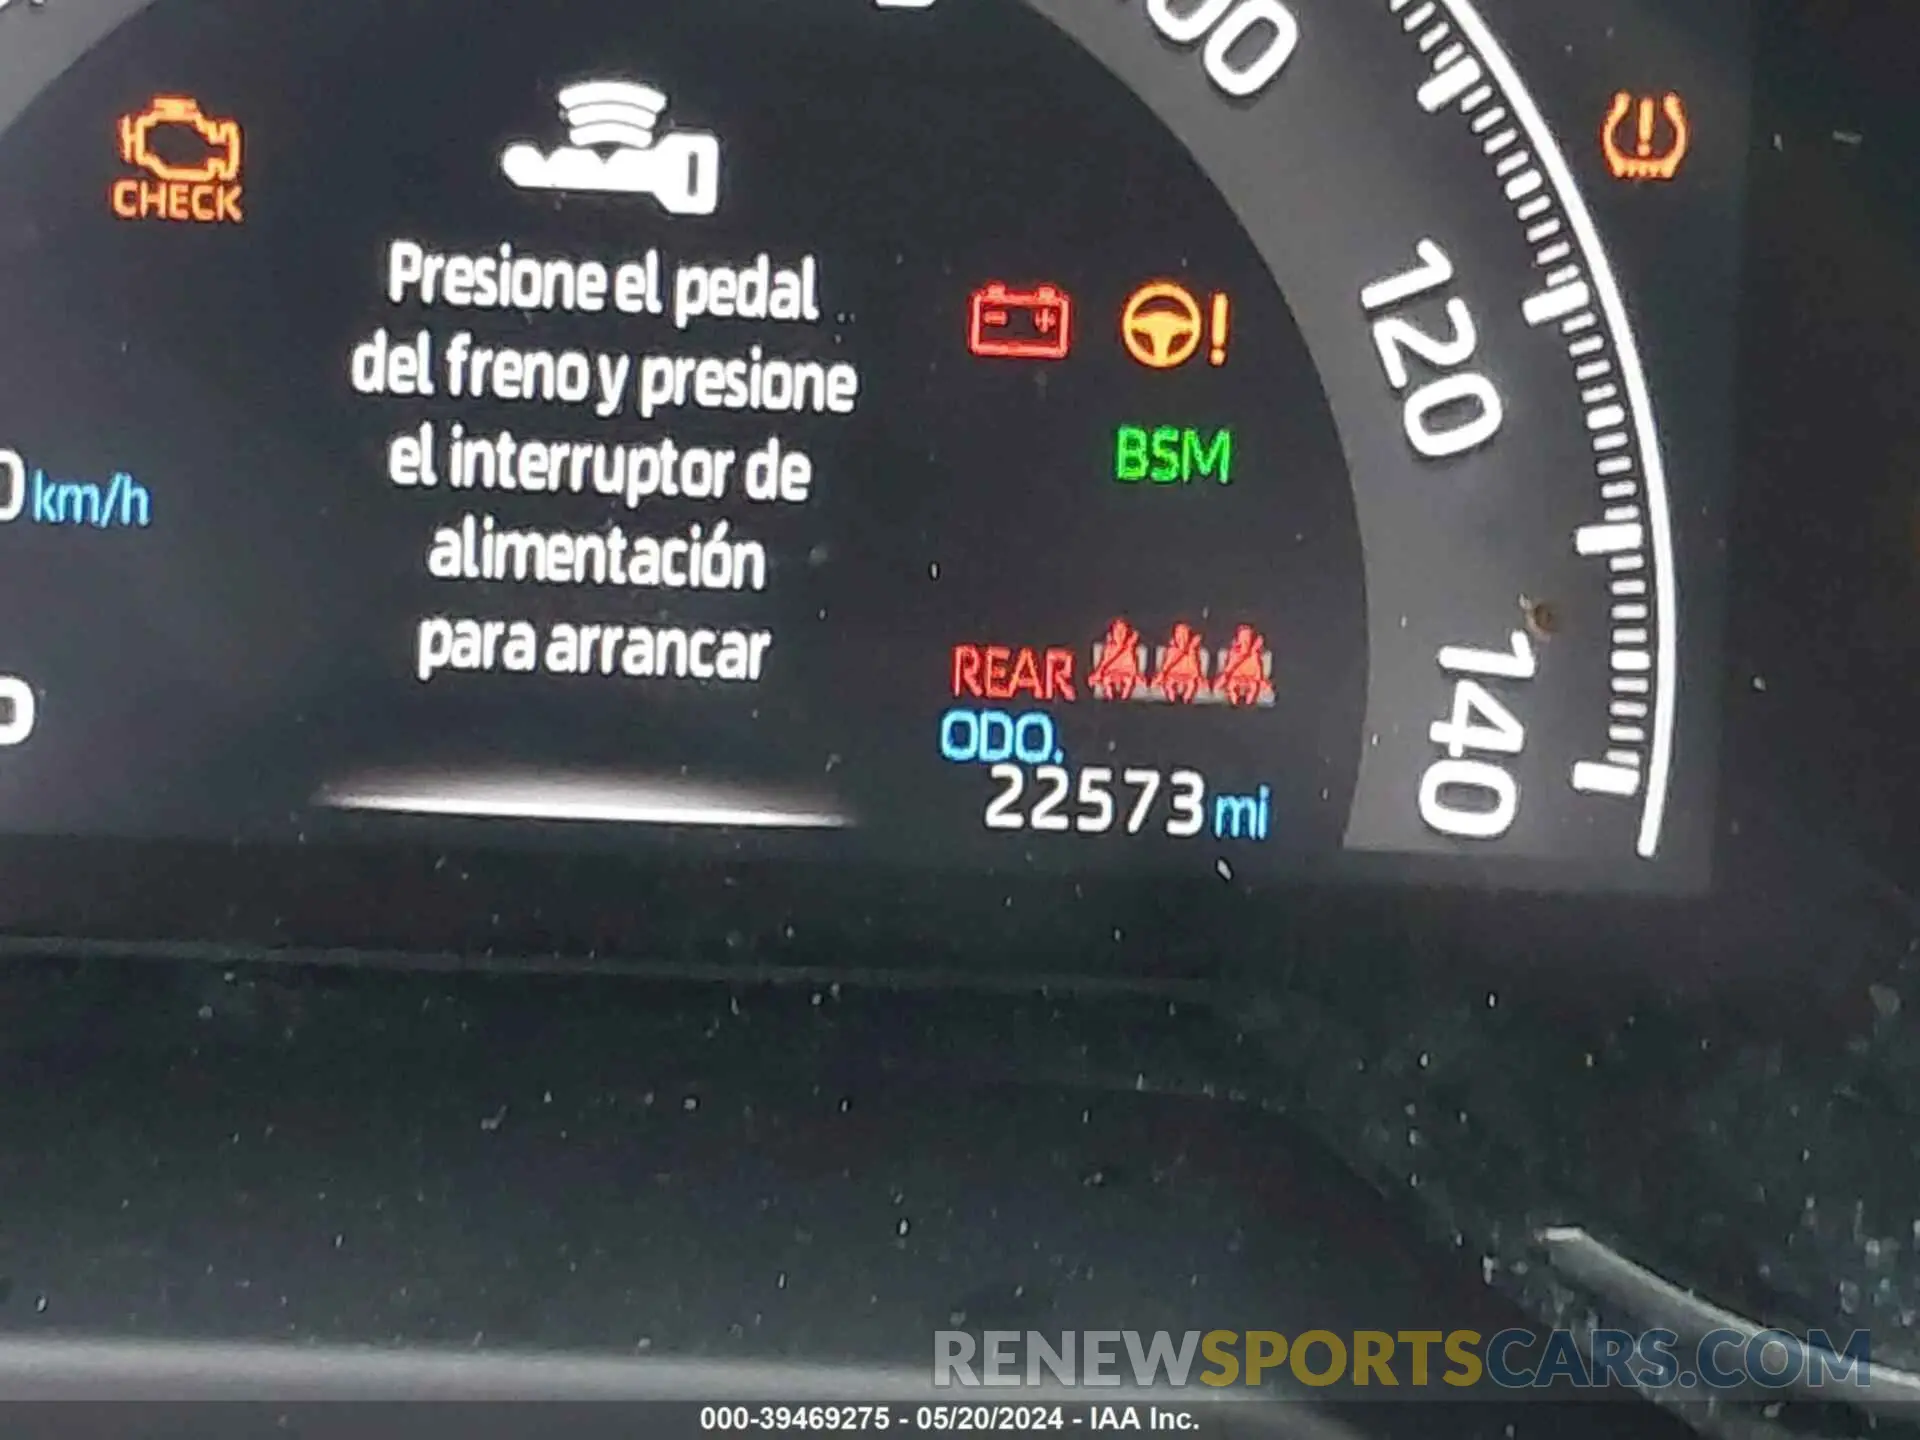 100
CHECK
Presione el pedal
del freno y presione
el interruptor de
alimentación
para arrancar
km/h
BSM
120
REAR
ODO.
22573 mi
140
RENEWSPORTSCARS.COM
000-39469275 - 05/20/2024 - IAA Inc.